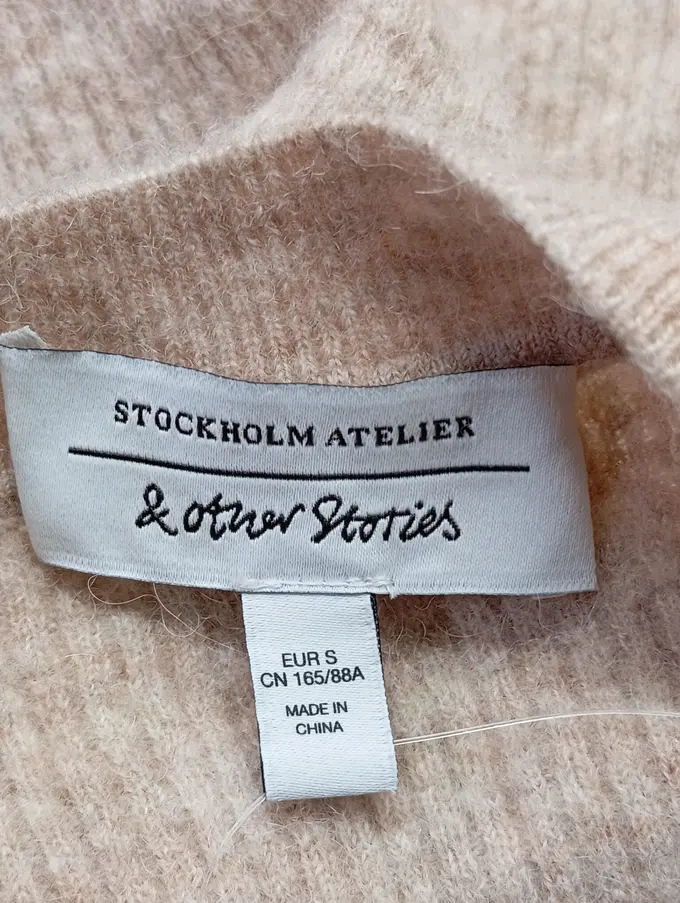 STOCKHOLM ATELIER
& other Stories
EUR S
CN 165/88A
MADE IN
CHINA